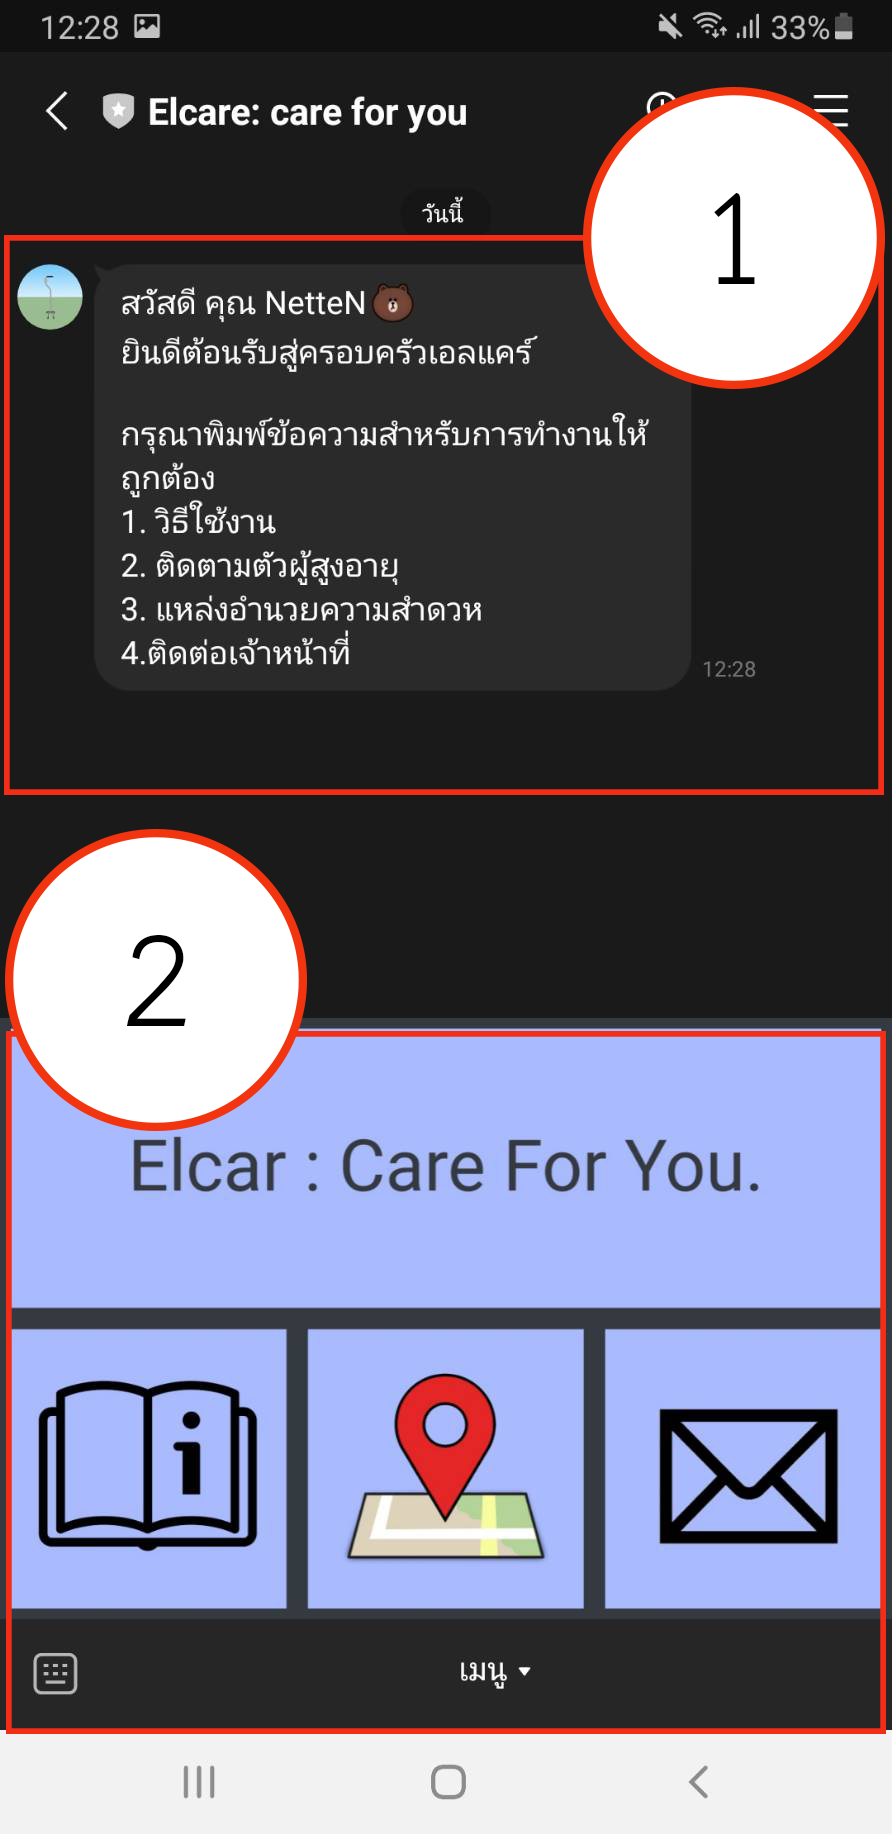 12:28
33%
Elcare: care for you
วันนี้
1
สวัสดี คุณ NetteN
ยินดีต้อนรับสู่ครอบครัวเอลแคร์
กรุณาพิมพ์ข้อความสำหรับการทำงานให้
ถูกต้อง
1. วิธีใช้งาน
2. ติดตามตัวผู้สูงอายุ
3. แหล่งอำนวยความสำดวห
4.ติดต่อเจ้าหน้าที่
12:28
2
Elcar : Care For You.
i
เมนู